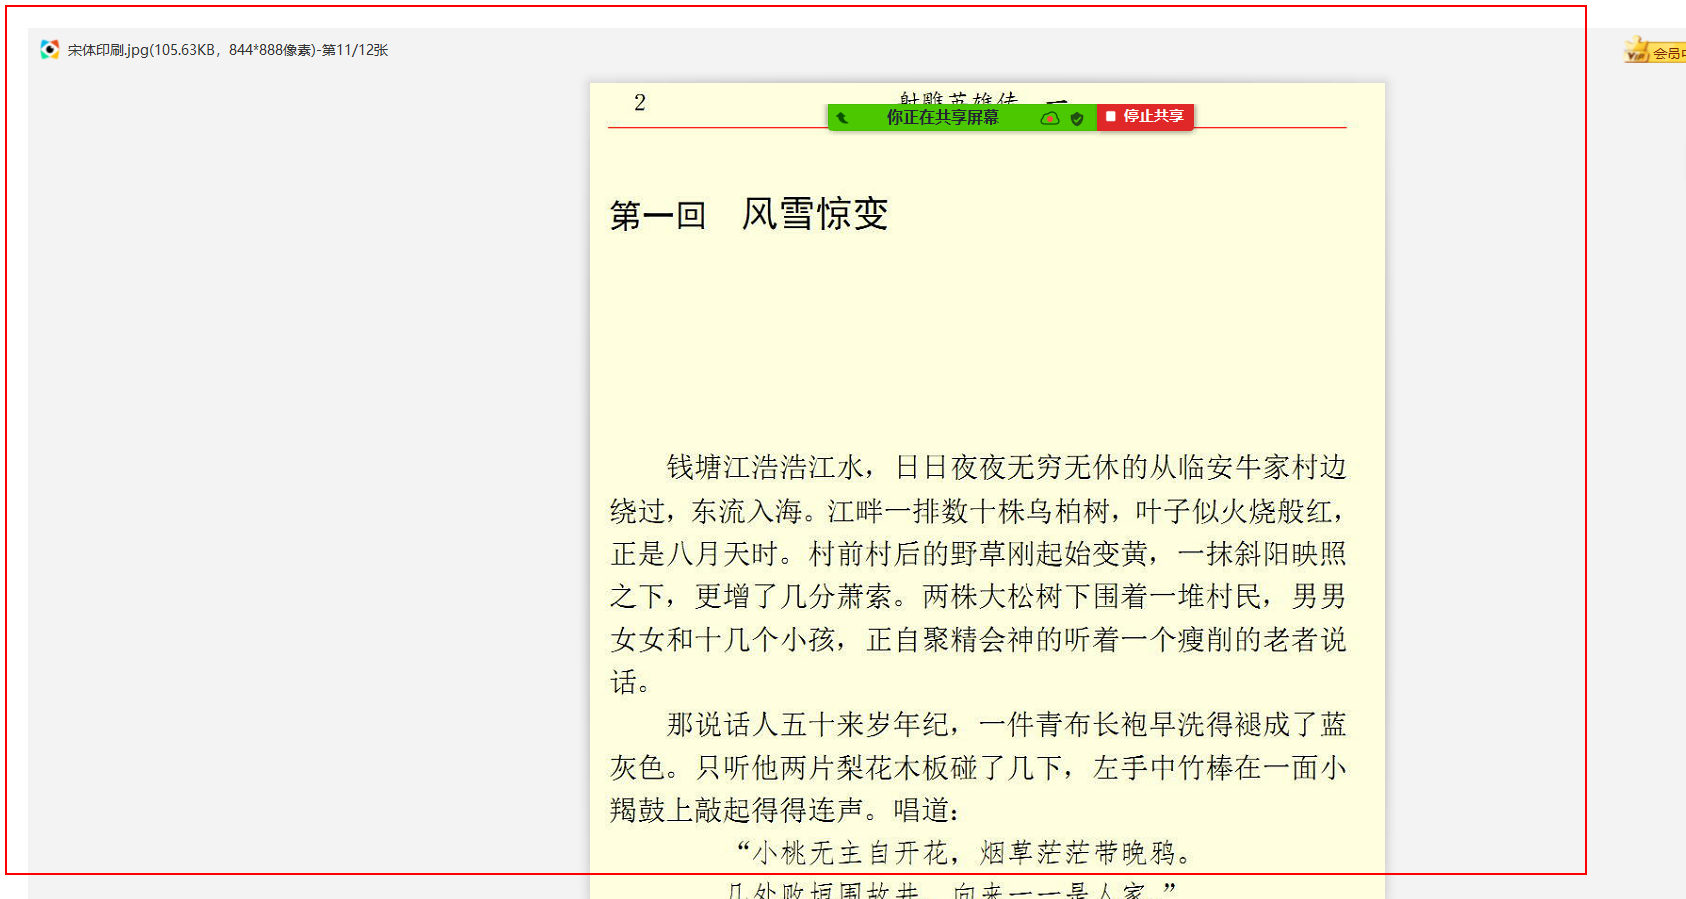 宋体印刷.jpg(105.63KB，844*888像素)-第11/12张
会员中
2 射雕英雄传 一
你正在共享屏幕 停止共享
第一回 风雪惊变
钱塘江浩浩江水，日日夜夜无穷无休的从临安牛家村边
绕过，东流入海。江畔一排数十株乌柏树，叶子似火烧般红，
正是八月天时。村前村后的野草刚起始变黄，一抹斜阳映照
之下，更增了几分萧索。两株大松树下围着一堆村民，男男
女女和十几个小孩，正自聚精会神的听着一个瘦削的老者说
话。
那说话人五十来岁年纪，一件青布长袍早洗得褪成了蓝
灰色。只听他两片梨花木板碰了几下，左手中竹棒在一面小
羯鼓上敲起得得连声。唱道：
“小桃无主自开花，烟草茫茫带晚鸦。
几处败垣围故井，向来一一是人家。”